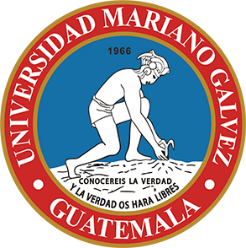 UNIVERSIDAD MARIANO GALVEZ
1966
CONOCEREIS LA VERDAD
Y LA VERDAD OS HARA LIBRES
GUATEMALA